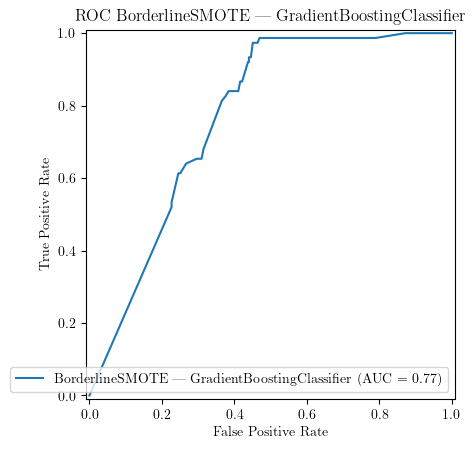 ROC BorderlineSMOTE — GradientBoostingClassifier
1.0
0.8
0.6
0.4
0.2
0.0
True Positive Rate
BorderlineSMOTE — GradientBoostingClassifier (AUC = 0.77)
0.0 0.2 0.4 0.6 0.8 1.0
False Positive Rate